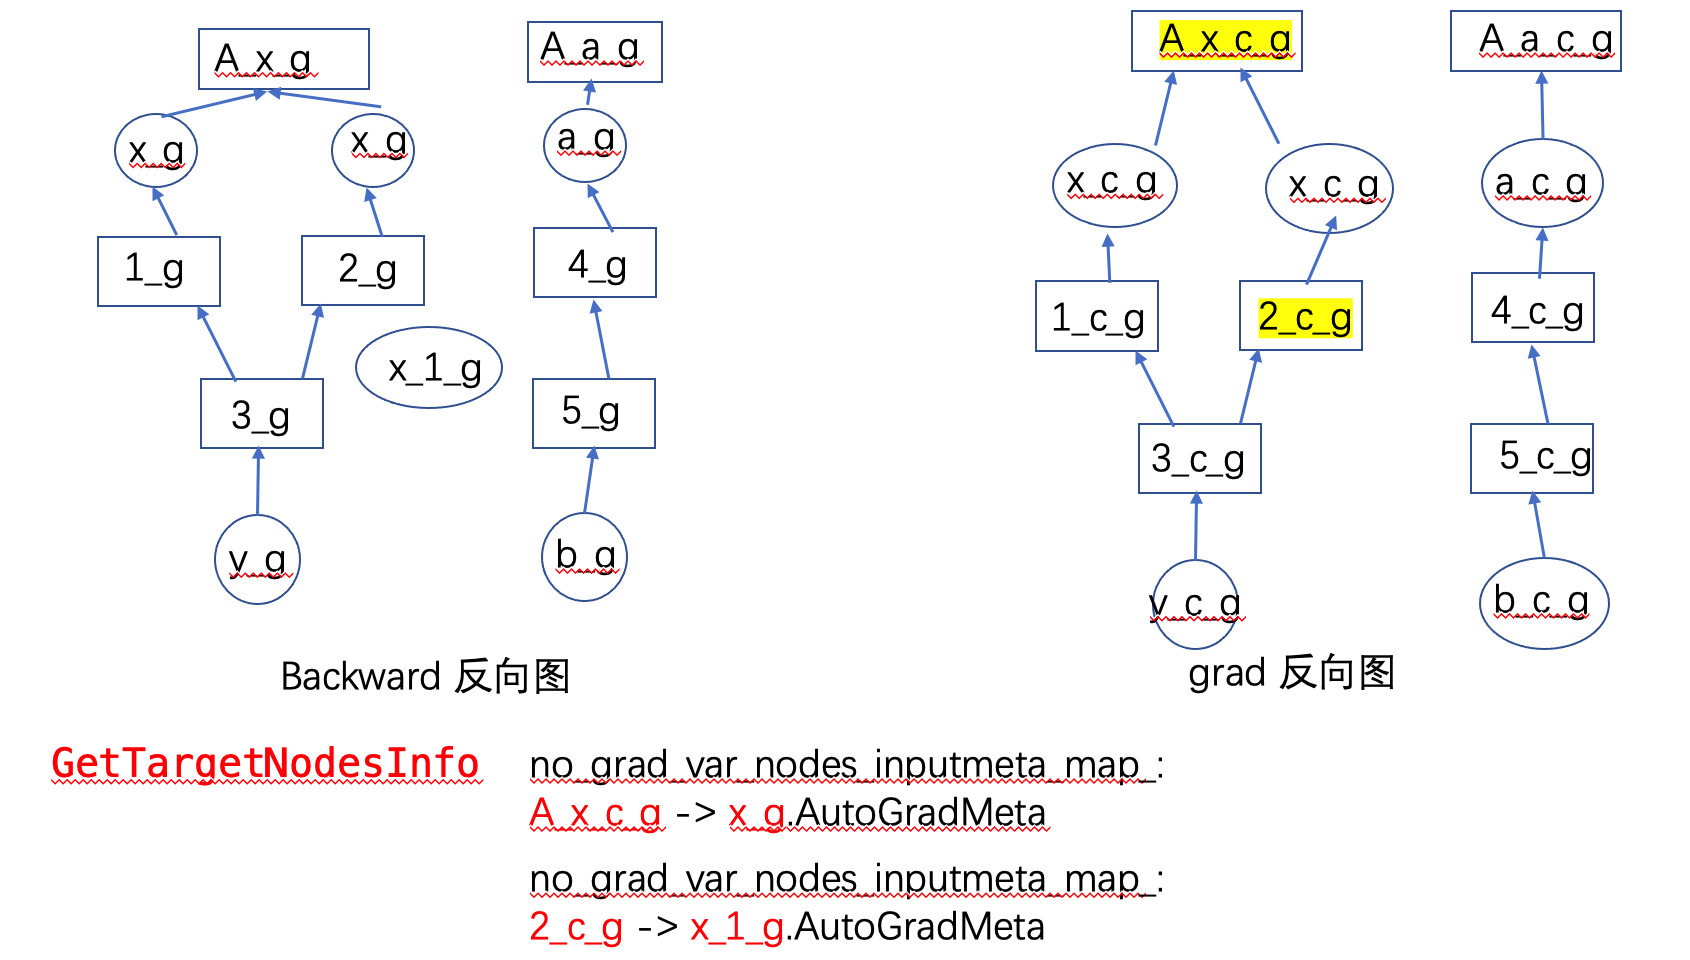 A_x_g
A_a_g
x_g
x_g
a_g
1_g
2_g
4_g
x_1_g
3_g
5_g
y_g
b_g
Backward 反向图
A_x_c_g
A_a_c_g
x_c_g
x_c_g
a_c_g
1_c_g
2_c_g
4_c_g
3_c_g
5_c_g
y_c_g
b_c_g
grad 反向图
GetTargetNodesInfo
no_grad_var_nodes_inputmeta_map_:
A_x_c_g -> x_g.AutoGradMeta
no_grad_var_nodes_inputmeta_map_:
2_c_g -> x_1_g.AutoGradMeta